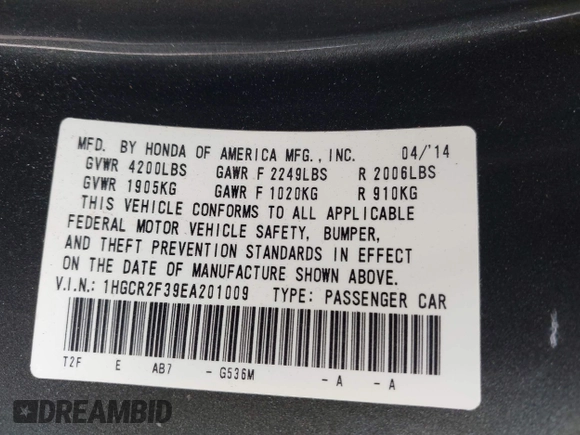 MFD. BY HONDA OF AMERICA MFG., INC. 04/'14
GVWR 4200LBS GAWR F 2249LBS R 2006LBS
GVWR 1905KG GAWR F 1020KG R 910KG
THIS VEHICLE CONFORMS TO ALL APPLICABLE
FEDERAL MOTOR VEHICLE SAFETY, BUMPER,
AND THEFT PREVENTION STANDARDS IN EFFECT
ON THE DATE OF MANUFACTURE SHOWN ABOVE.
V.I.N.: 1HGCR2F39EA201009 TYPE: PASSENGER CAR
T2F E AB7 - G536M - A - A
DREAMBID